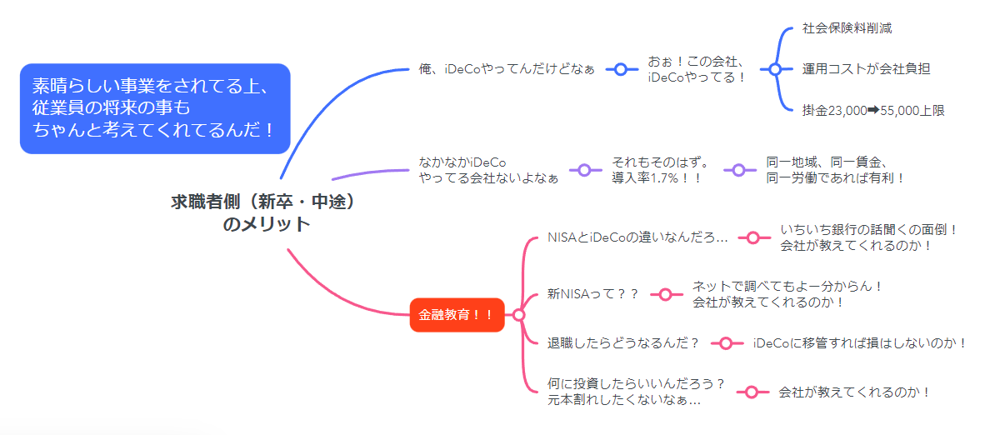 素晴らしい事業をされてる上、
従業員の将来の事も
ちゃんと考えてくれてるんだ！
求職者側（新卒・中途）
のメリット
俺、iDeCoやってんだけどなぁ
おぉ！この会社、
iDeCoやってる！
社会保険料削減
運用コストが会社負担
掛金23,000➡55,000上限
なかなかiDeCo
やってる会社ないよなぁ
それもそのはず。
導入率1.7%！！
同一地域、同一賃金、
同一労働であれば有利！
金融教育！！
NISAとiDeCoの違いなんだろ…
いちいち銀行の話聞くの面倒！
会社が教えてくれるのか！
新NISAって？？
ネットで調べてもよー分からん！
会社が教えてくれるのか！
退職したらどうなるんだ？
iDeCoに移管すれば損はしないのか！
何に投資したらいいんだろう？
元本割れしたくないなぁ…
会社が教えてくれるのか！